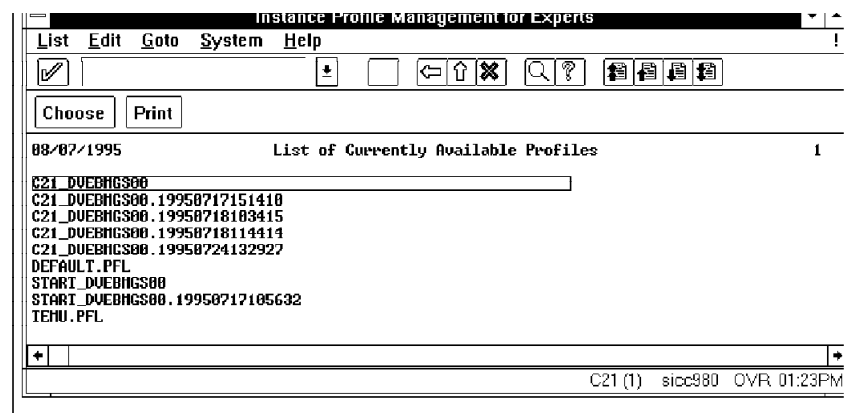 Instance Profile Management for Experts
List Edit Goto System Help !
Choose Print
08/07/1995 List of Currently Available Profiles 1
C21_DVEBMGS00
C21_DVEBMGS00.19950717151410
C21_DVEBMGS00.19950718103415
C21_DVEBMGS00.19950718114414
C21_DVEBMGS00.19950724132927
DEFAULT.PFL
START_DVEBMGS00
START_DVEBMGS00.19950717105632
TEMU.PFL
C21 (1) sicc980 OVR 01:23PM